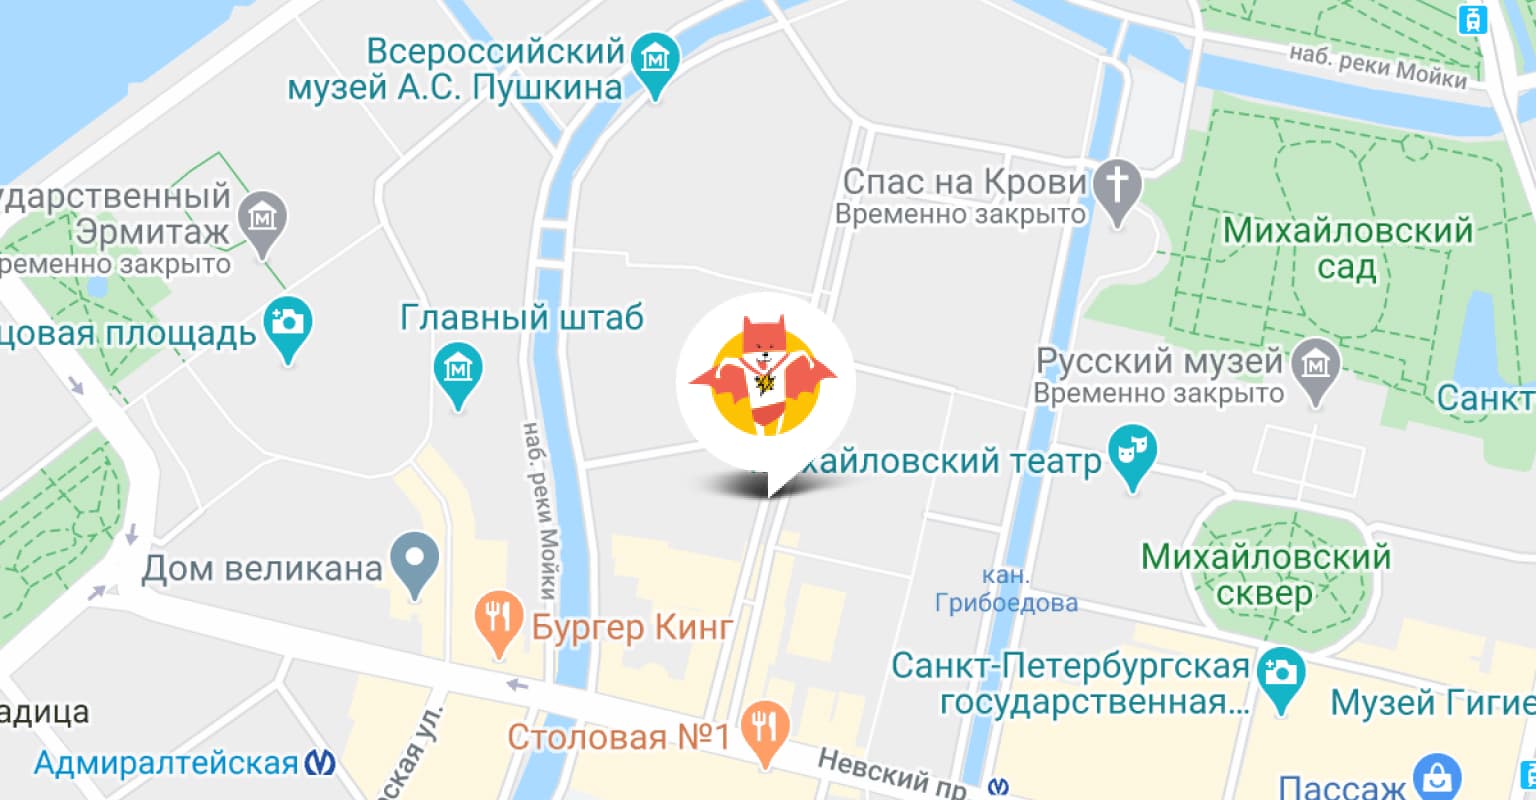 наб. реки Мойки
Всероссийский
музей А.С. Пушкина
Спас на Крови
Временно закрыто
ударственный
Эрмитаж
ременно закрыто
Михайловский
сад
цовая площадь
Главный штаб
Русский музей
Временно закрыто
Санкт
наб. реки Мойки
хайловский театр
Дом великана
Михайловский
сквер
кан.
Грибоедова
Бургер Кинг
Санкт-Петербургская
государственная...
Музей Гигие
адица
Столовая №1
Адмиралтейская
ская ул.
Невский пр
Пассаж